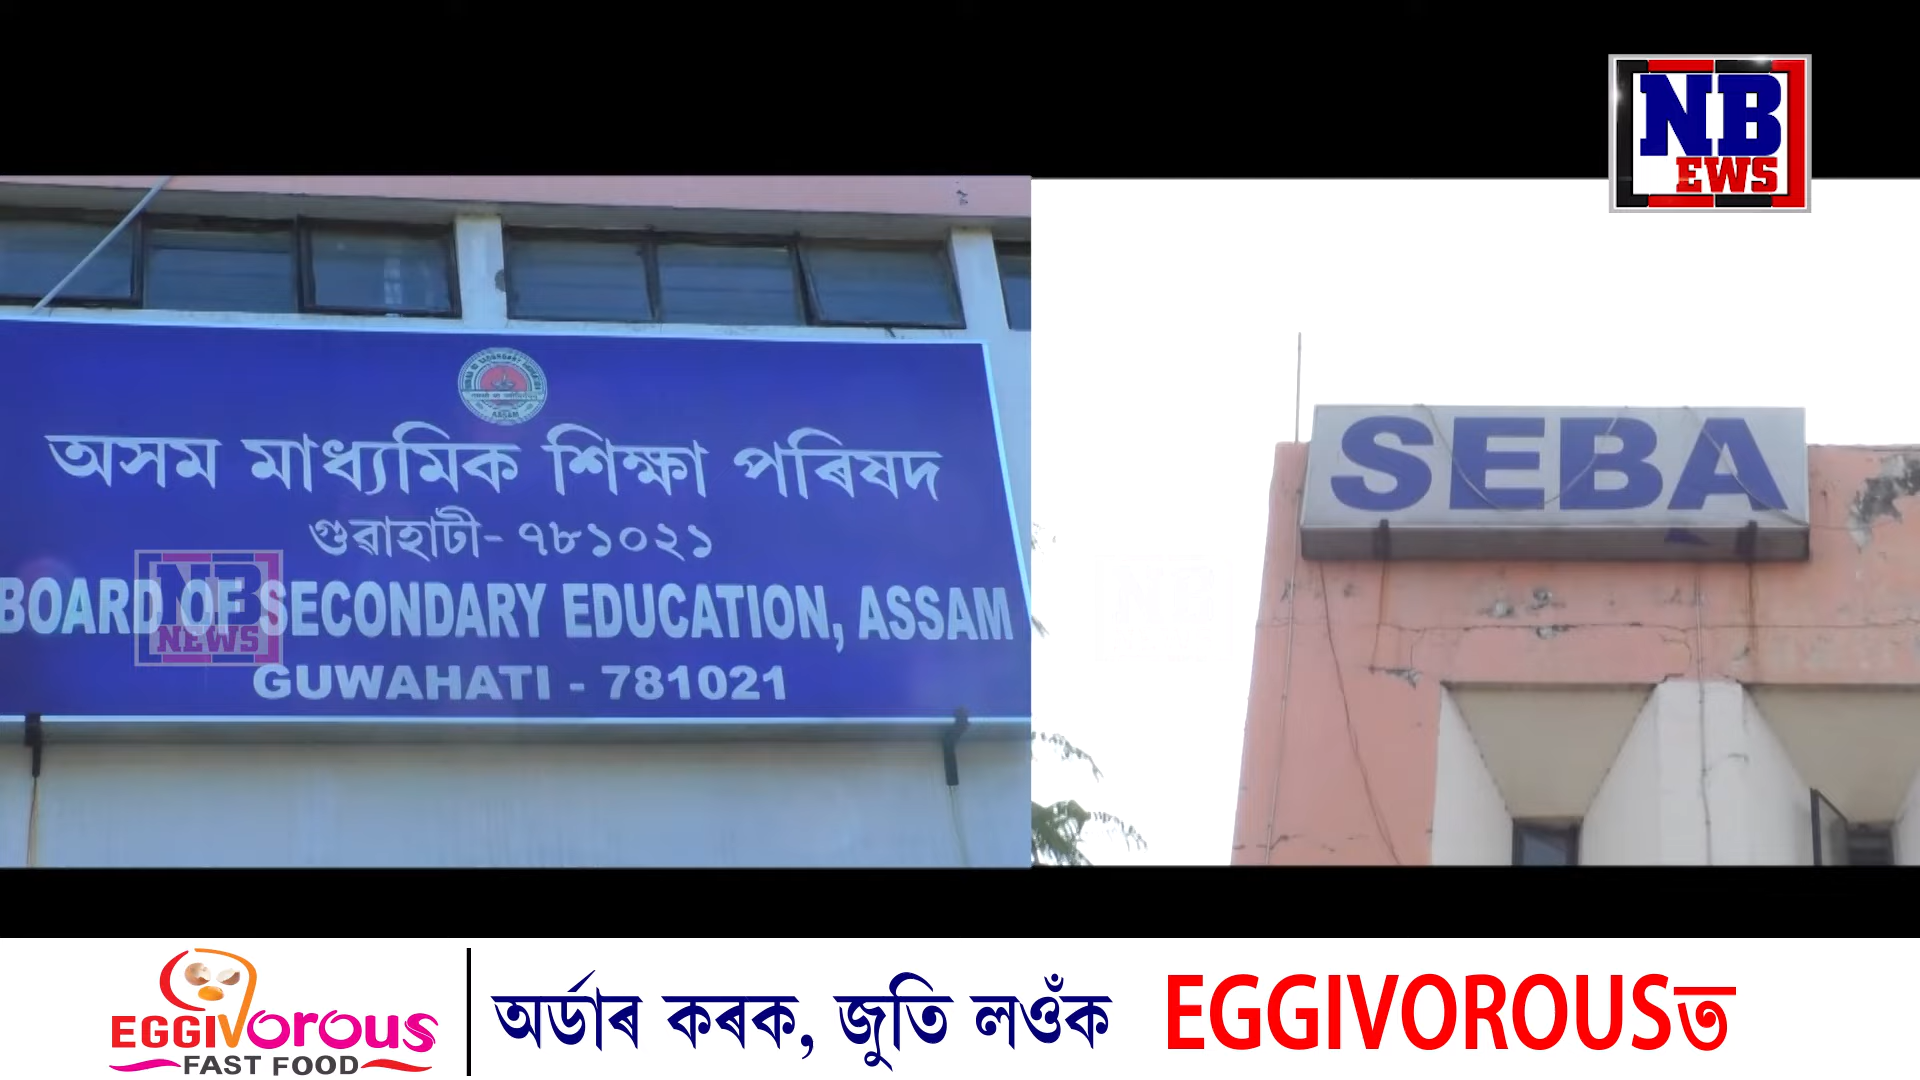 NB
NEWS
অসম মাধ্যমিক শিক্ষা পৰিষদ
গুৱাহাটী- ৭৮১০২১
BOARD OF SECONDARY EDUCATION, ASSAM
GUWAHATI - 781021
NB
NEWS
SEBA
EGGIVOROUS
FAST FOOD
অৰ্ডাৰ কৰক, জুতি লওঁক
EGGIVOROUSত